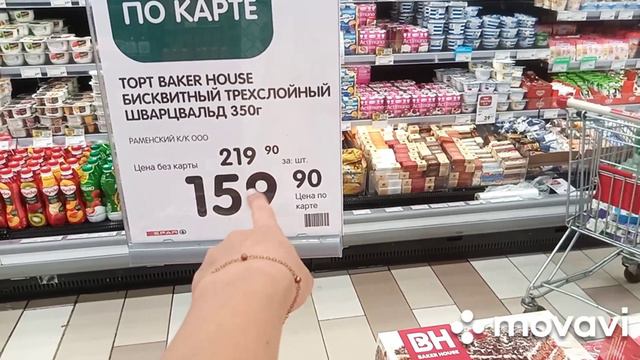 ПО КАРТЕ
ТОРТ BAKER HOUSE
БИСКВИТНЫЙ ТРЕХСЛОЙНЫЙ
ШВАРЦВАЛЬД 350г
РАМЕНСКИЙ К/К ООО
Цена без карты 219 90 за: шт.
159 90
Цена по
карте
SPAR
BH
BAKER HOUSE
movavi